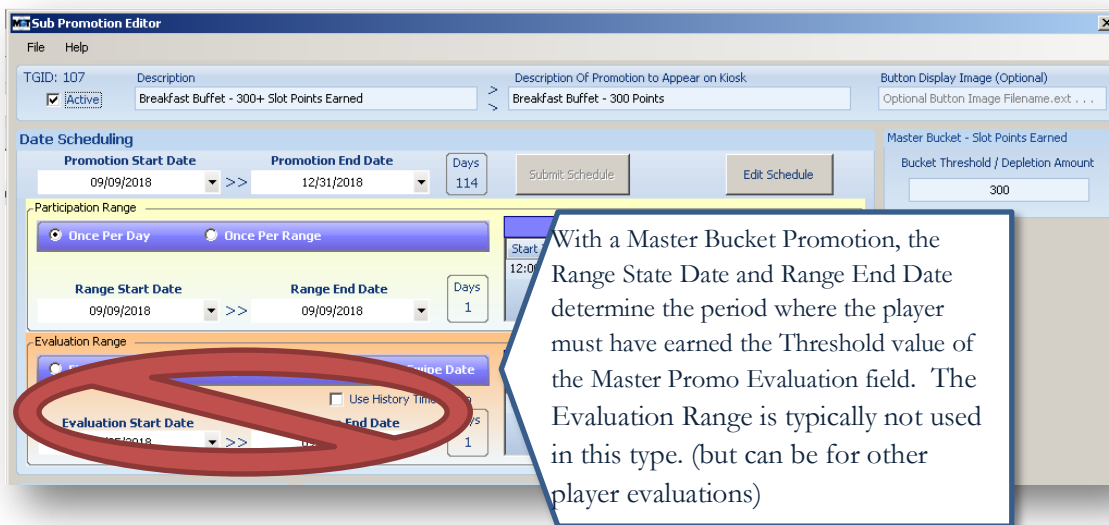 Sub Promotion Editor
File Help
TGID: 107 Description Description Of Promotion to Appear on Kiosk Button Display Image (Optional)
Active Breakfast Buffet - 300+ Slot Points Earned >> Breakfast Buffet - 300 Points Optional Button Image Filename.ext . . .
Date Scheduling Master Bucket - Slot Points Earned
Promotion Start Date Promotion End Date Days Submit Schedule Edit Schedule Bucket Threshold / Depletion Amount
09/09/2018 >> 12/31/2018 114 300
Participation Range
Once Per Day Once Per Range
Start
12:00
Range Start Date Range End Date Days
09/09/2018 >> 09/09/2018 1
Evaluation Range
Swipe Date
Use History
Evaluation Start Date End Date
2018 >> 1
With a Master Bucket Promotion, the
Range State Date and Range End Date
determine the period where the player
must have earned the Threshold value of
the Master Promo Evaluation field. The
Evaluation Range is typically not used
in this type. (but can be for other
player evaluations)